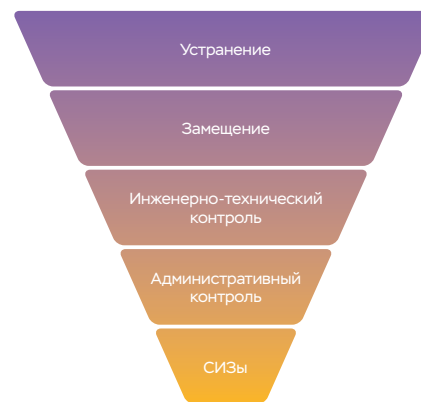 Устранение
Замещение
Инженерно-технический
контроль
Административный
контроль
СИЗы